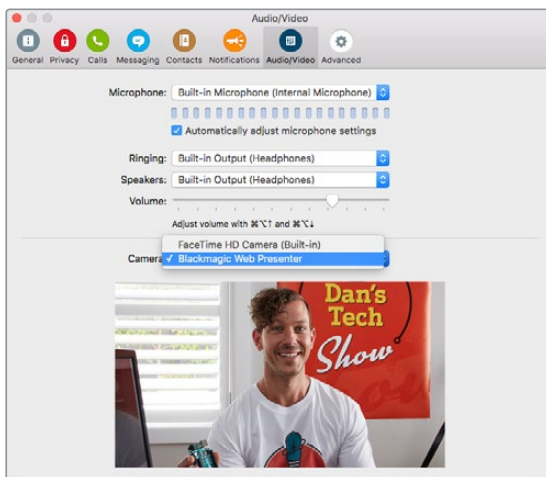 Audio/Video
General Privacy Calls Messaging Contacts Notifications Audio/Video Advanced
Microphone: Built-in Microphone (Internal Microphone)
Automatically adjust microphone settings
Ringing: Built-in Output (Headphones)
Speakers: Built-in Output (Headphones)
Volume:
Adjust volume with ⌘⌥↑ and ⌘⌥↓
FaceTime HD Camera (Built-in)
Camera ✓ Blackmagic Web Presenter
Dan's
Tech
Show